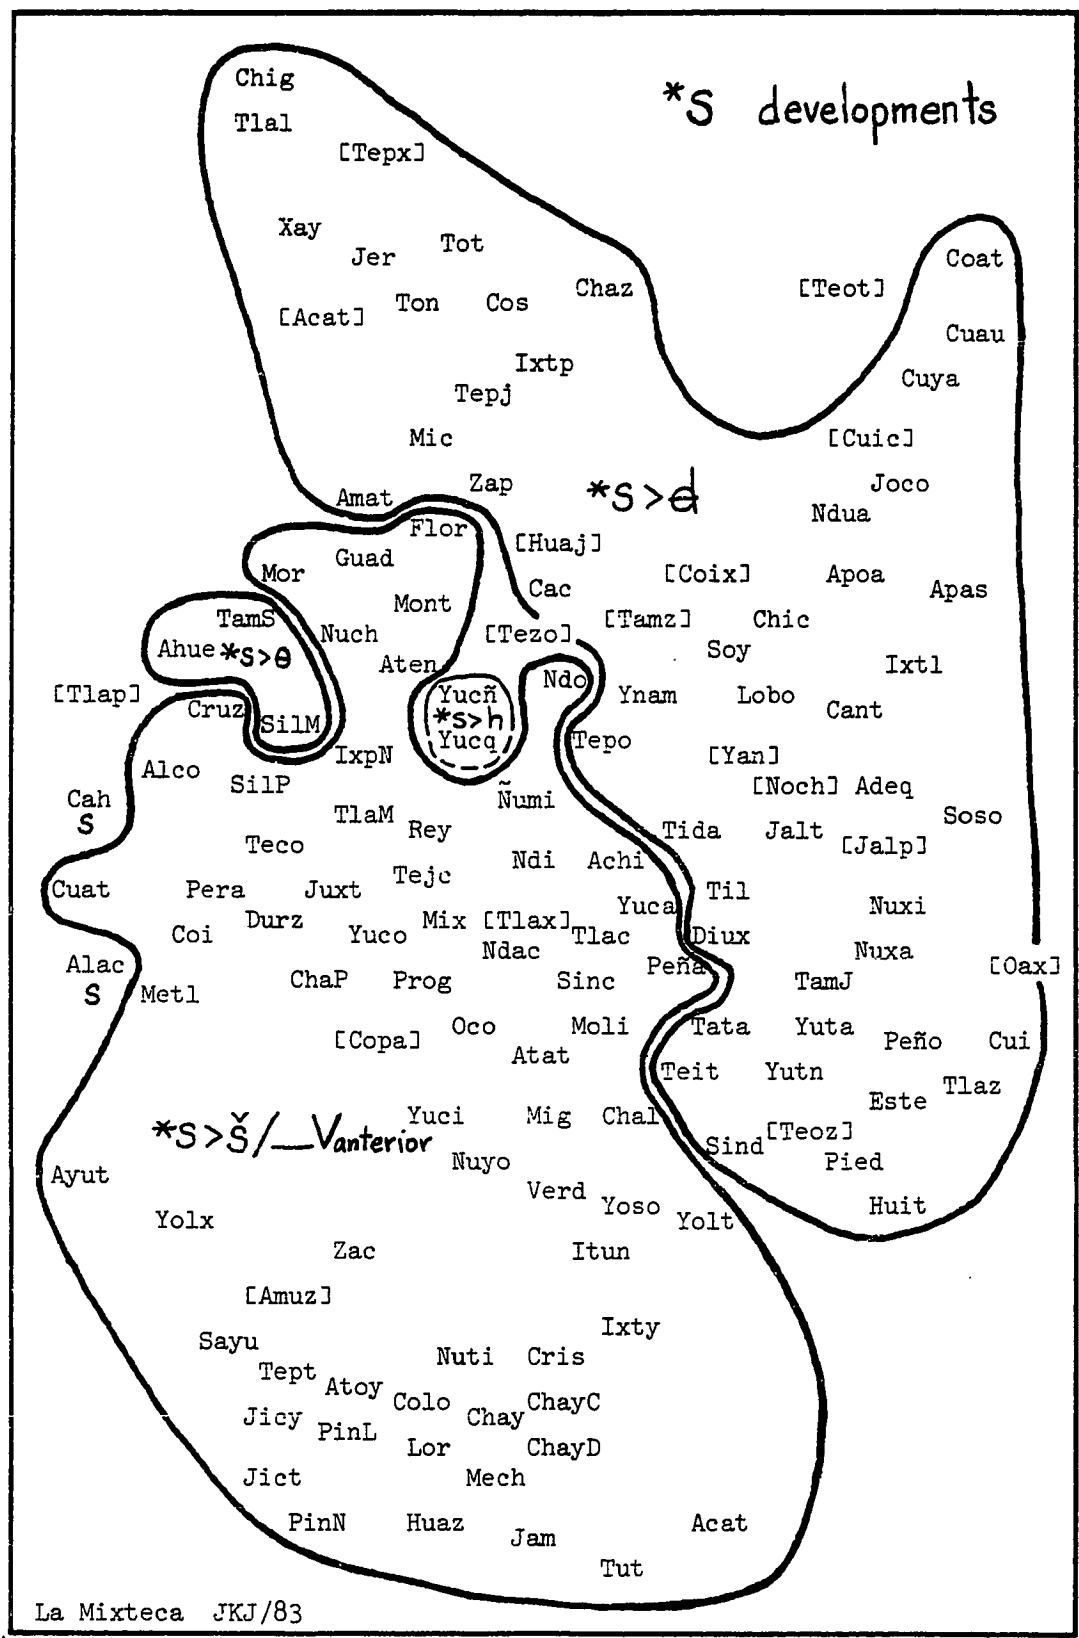 Chig
*S developments
Tlal
[Tepx]
Xay
Tot
Jer
Coat
Chaz
[Teot]
Ton
Cos
[Acat]
Cuau
Ixtp
Cuya
Tepj
Mic
[Cuic]
Zap
Joco
Amat
*s>đ
Ndua
Flor
[Huaj]
Guad
Mor
[Coix]
Apoa
Cac
Apas
Mont
TamS
[Tamz]
Chic
Nuch
[Tezo]
Ahue
*s>θ
Soy
Aten
Ixtl
Ndo
[Tlap]
Yucñ
Ynam
Lobo
Cruz
*s>h
Cant
SilM
Yucq
Tepo
IxpN
[Yan]
Alco
SilP
[Noch]
Adeq
Cah
Ñumi
S
TlaM
Soso
Rey
Tida
Jalt
Teco
[Jalp]
Ndi
Achi
Tejc
Cuat
Pera
Juxt
Til
Yuca
Nuxi
Durz
Mix
[Tlax]
Coi
Yuco
Tlac
Diux
Ndac
Nuxa
Alac
Peña
[Oax]
ChaP
Prog
Sinc
TamJ
S
Metl
Oco
Moli
Tata
Yuta
[Copa]
Peño
Cui
Atat
Teit
Yutn
Tlaz
Este
Yuci
Mig
Chal
*s>š/__Vanterior
[Teoz]
Sind
Nuyo
Pied
Ayut
Verd
Yoso
Huit
Yolx
Yolt
Zac
Itun
[Amuz]
Ixty
Sayu
Nuti
Cris
Tept
Atoy
Colo
ChayC
Jicy
Chay
PinL
Lor
ChayD
Jict
Mech
PinN
Huaz
Acat
Jam
Tut
La Mixteca JKJ/83